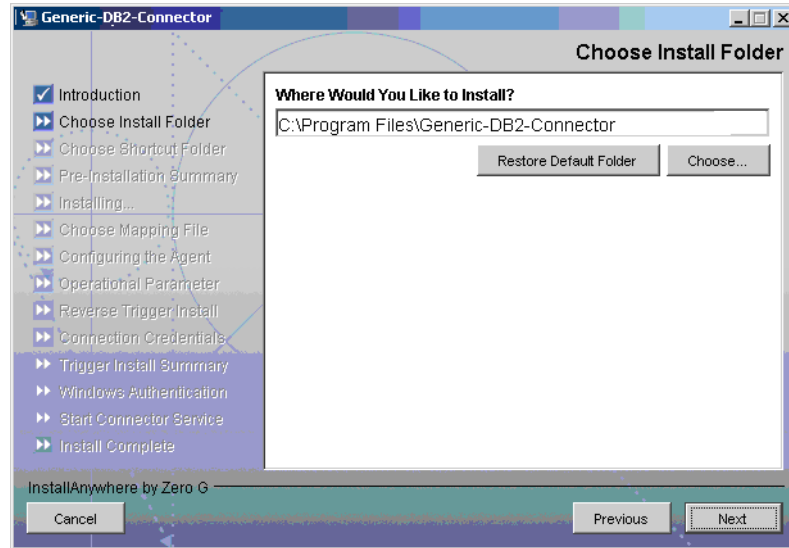 Generic-DB2-Connector
Choose Install Folder
Introduction
Choose Install Folder
Choose Shortcut Folder
Pre-Installation Summary
Installing...
Choose Mapping File
Configuring the Agent
Operational Parameter
Reverse Trigger Install
Connection Credentials
Trigger Install Summary
Windows Authentication
Start Connector Service
Install Complete
Where Would You Like to Install?
C:\Program Files\Generic-DB2-Connector
Restore Default Folder Choose...
InstallAnywhere by Zero G
Cancel Previous Next